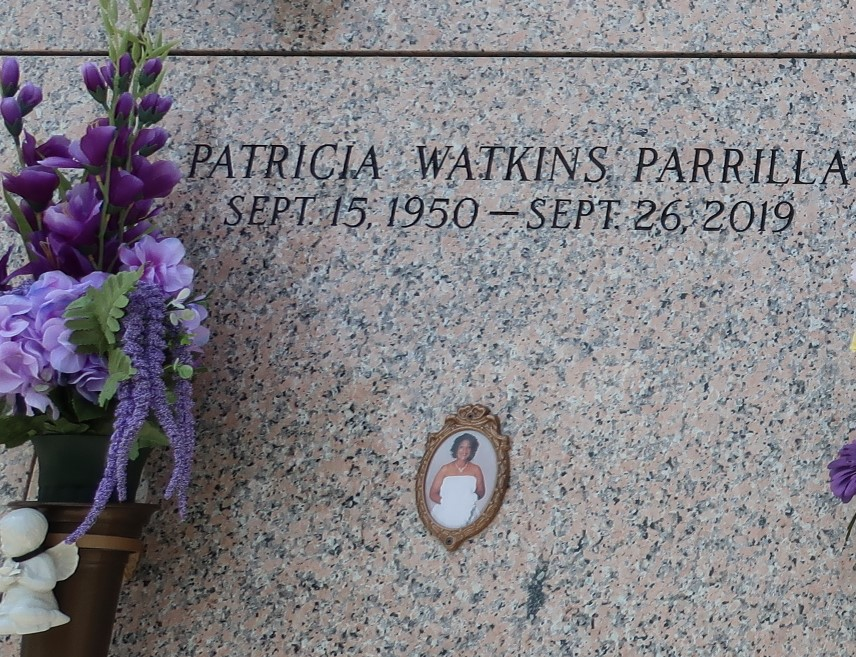 PATRICIA WATKINS PARRILLA
SEPT. 15, 1950 – SEPT. 26, 2019